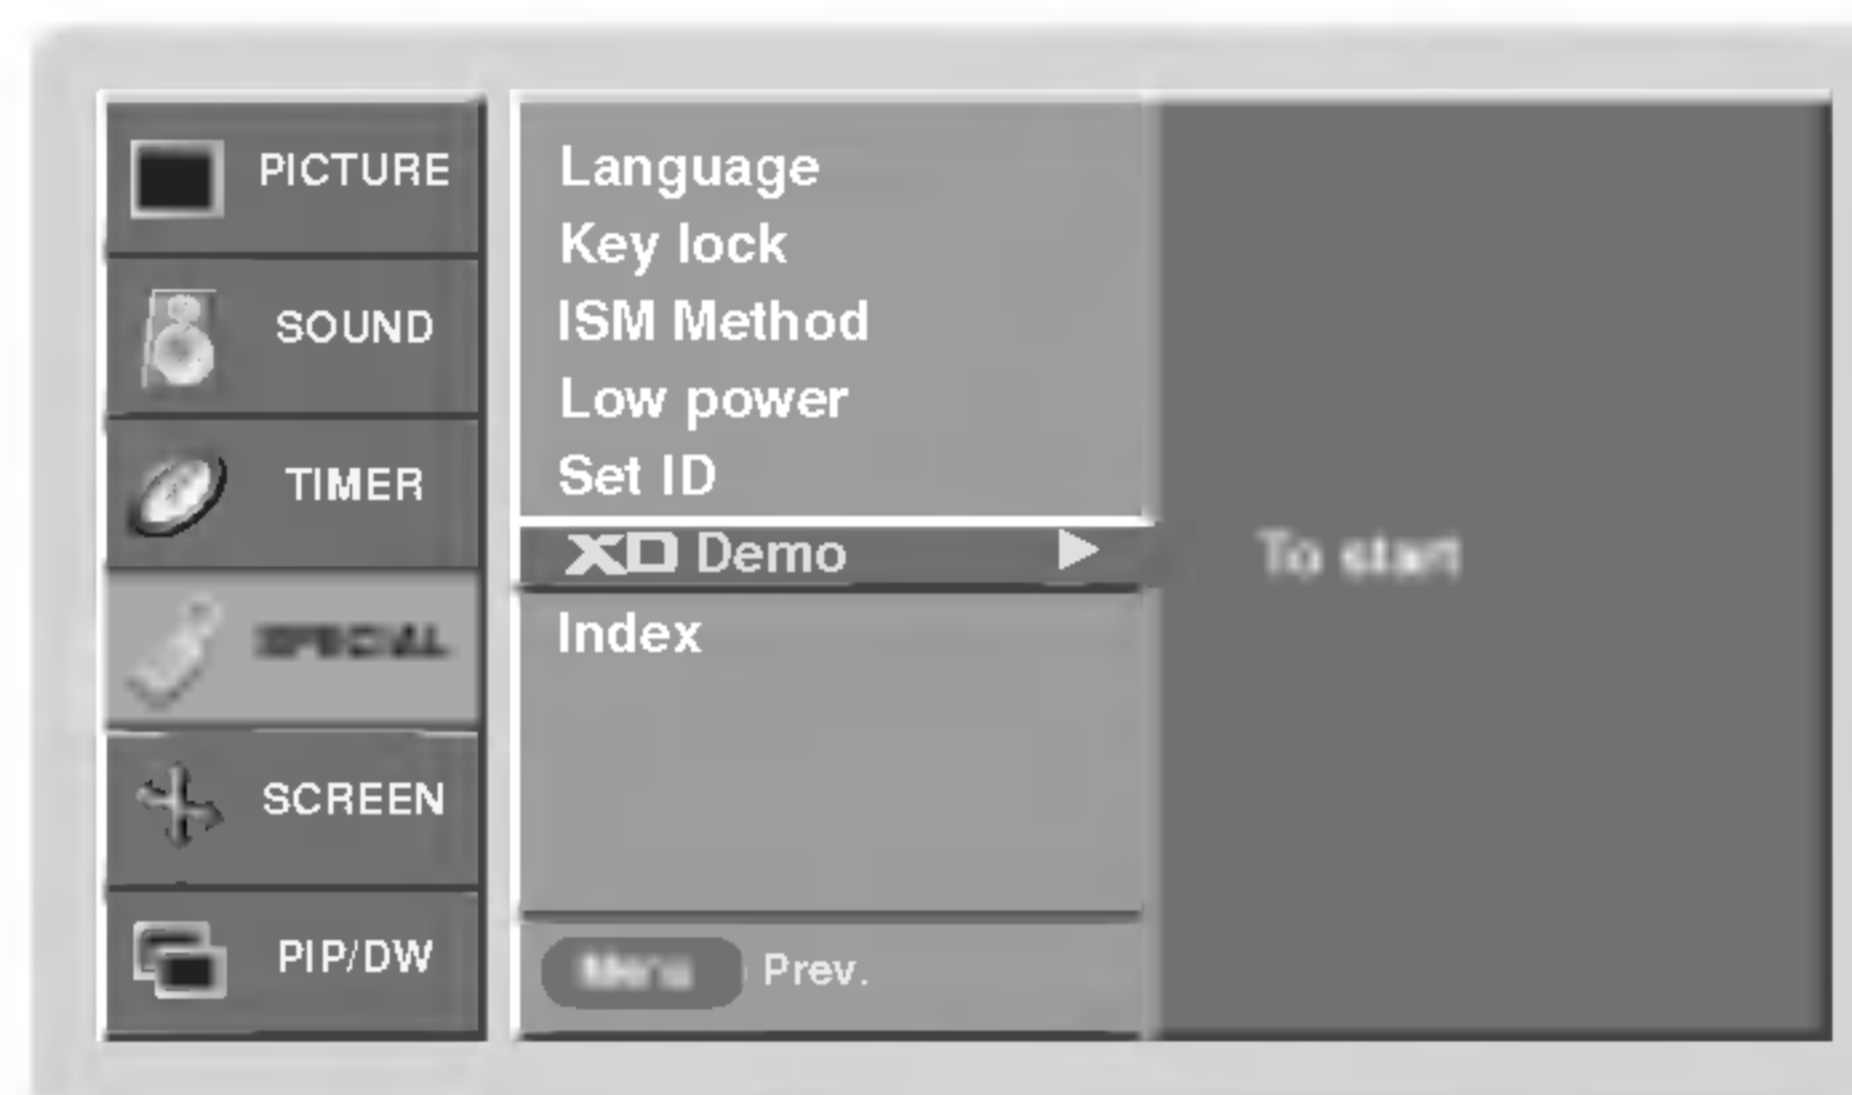 PICTURE
SOUND
TIMER
SPECIAL
SCREEN
PIP/DW
Language
Key lock
ISM Method
Low power
Set ID
XD Demo
To start
Index
Menu Prev.